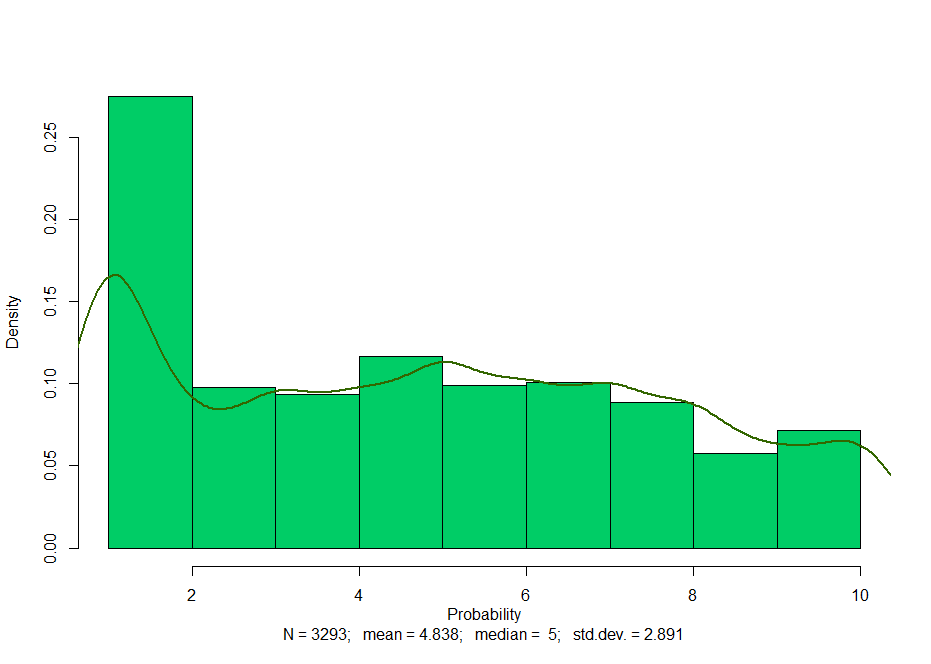 Density
0.25
0.20
0.15
0.10
0.05
0.00
2 4 6 8 10
Probability
N = 3293; mean = 4.838; median = 5; std.dev. = 2.891